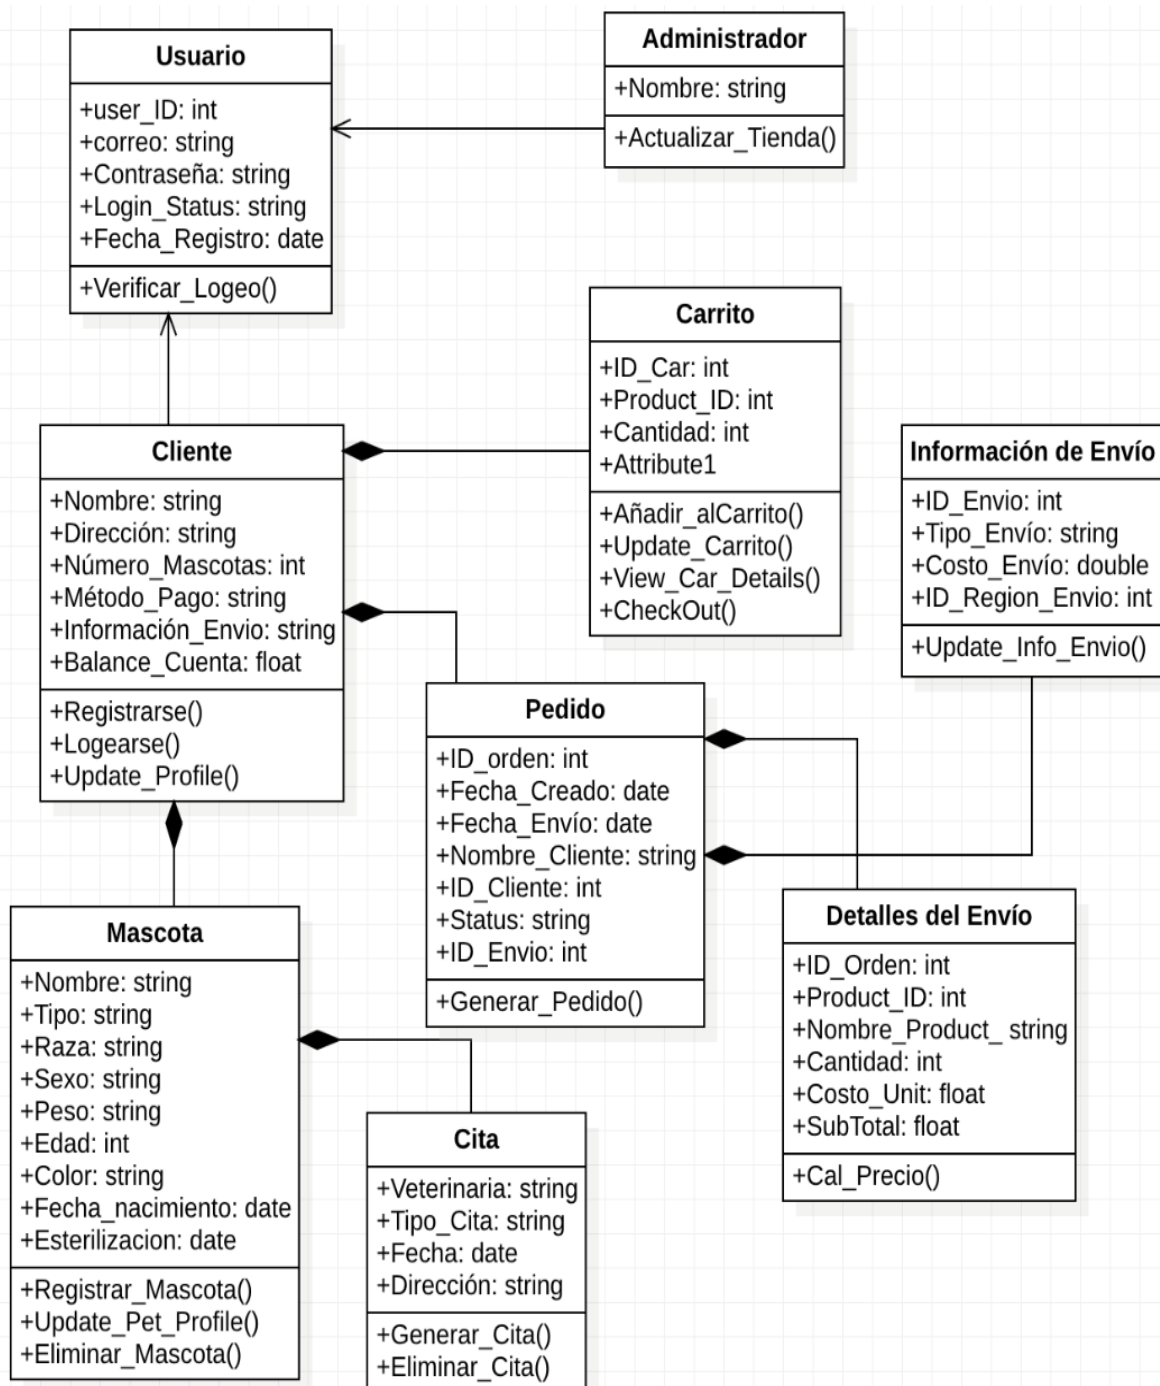 Usuario
+user_ID: int
+correo: string
+Contraseña: string
+Login_Status: string
+Fecha_Registro: date
+Verificar_Logeo()
Administrador
+Nombre: string
+Actualizar_Tienda()
Carrito
+ID_Car: int
+Product_ID: int
+Cantidad: int
+Attribute1
+Añadir_alCarrito()
+Update_Carrito()
+View_Car_Details()
+CheckOut()
Cliente
+Nombre: string
+Dirección: string
+Número_Mascotas: int
+Método_Pago: string
+Información_Envio: string
+Balance_Cuenta: float
+Registrarse()
+Logearse()
+Update_Profile()
Información de Envío
+ID_Envio: int
+Tipo_Envío: string
+Costo_Envío: double
+ID_Region_Envio: int
+Update_Info_Envio()
Pedido
+ID_orden: int
+Fecha_Creado: date
+Fecha_Envío: date
+Nombre_Cliente: string
+ID_Cliente: int
+Status: string
+ID_Envio: int
+Generar_Pedido()
Detalles del Envío
+ID_Orden: int
+Product_ID: int
+Nombre_Product_ string
+Cantidad: int
+Costo_Unit: float
+SubTotal: float
+Cal_Precio()
Mascota
+Nombre: string
+Tipo: string
+Raza: string
+Sexo: string
+Peso: string
+Edad: int
+Color: string
+Fecha_nacimiento: date
+Esterilizacion: date
+Registrar_Mascota()
+Update_Pet_Profile()
+Eliminar_Mascota()
Cita
+Veterinaria: string
+Tipo_Cita: string
+Fecha: date
+Dirección: string
+Generar_Cita()
+Eliminar_Cita()